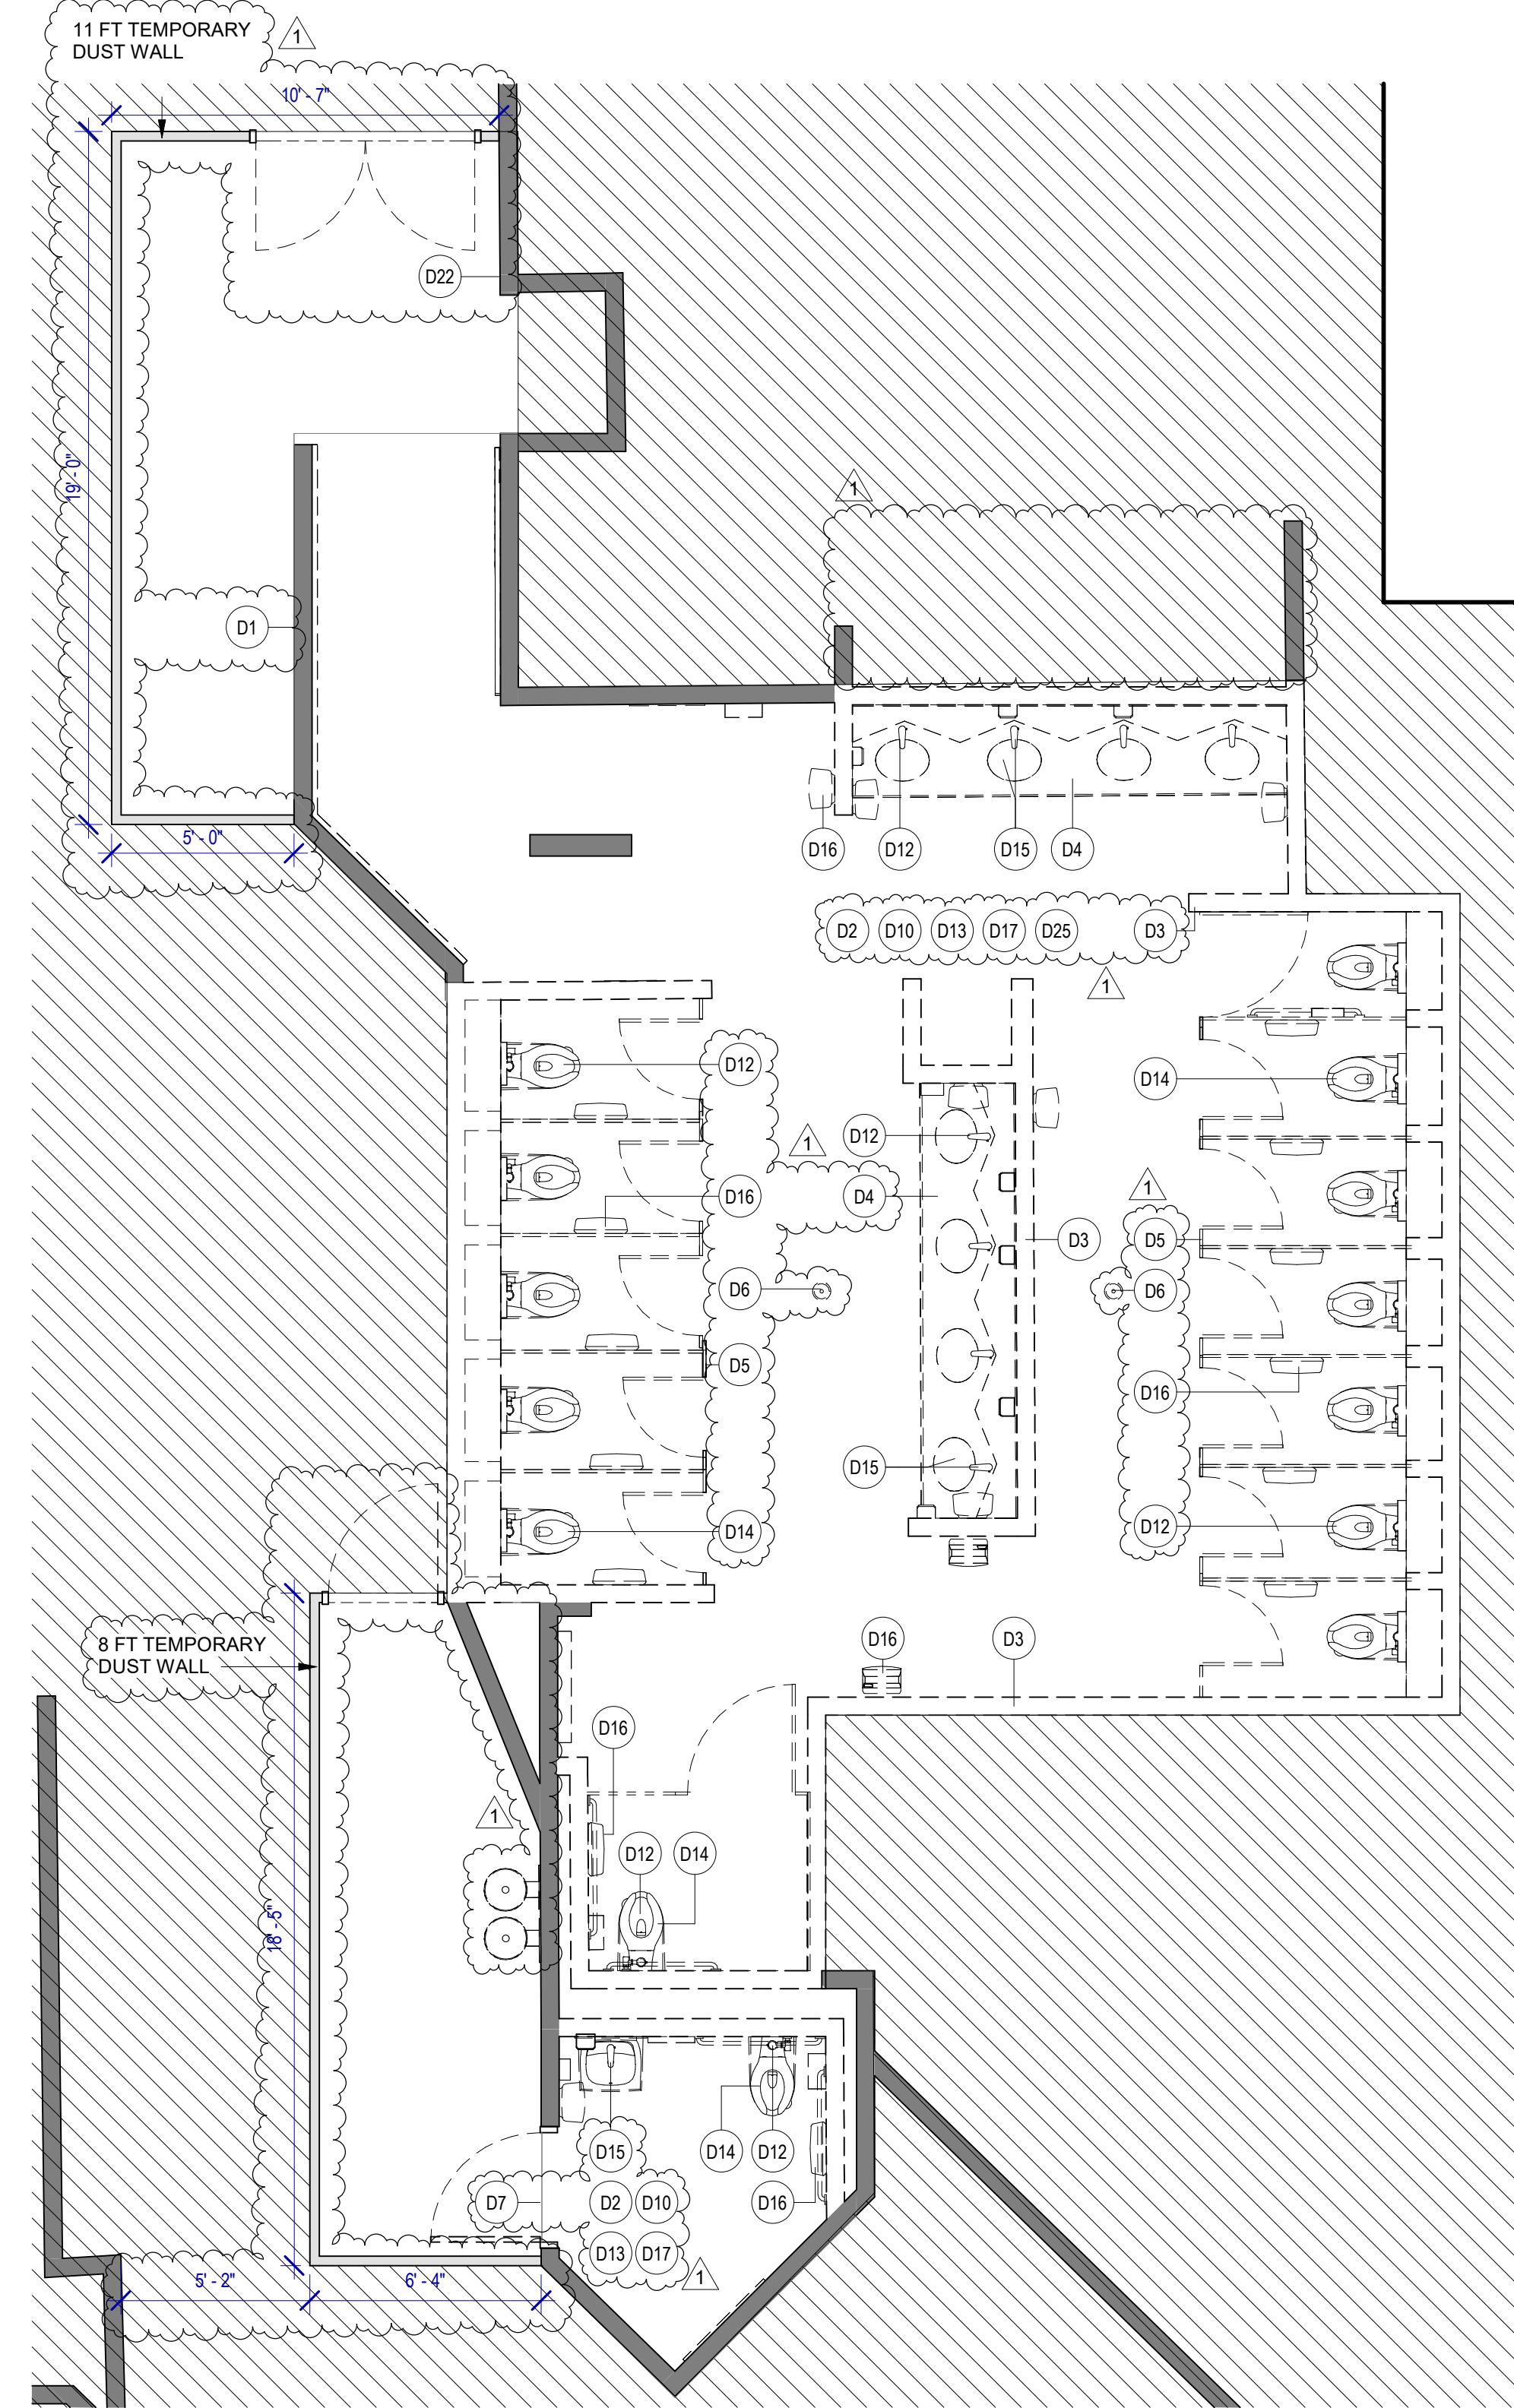 11 FT TEMPORARY
DUST WALL
1
10' - 7"
D22
19' - 0"
1
D1
5' - 0"
D16 D12 D15 D4
D2 D10 D13 D17 D25 D3
1
D12
D14
D12
1
D16
D4
1
D3
D5
D6
D6
D5
D16
D15
D14
D12
8 FT TEMPORARY
DUST WALL
D16
D3
D16
1
D12
D14
18' - 5"
D15
D14
D12
D7
D2
D10
D16
D13
D17
1
5' - 2"
6' - 4"